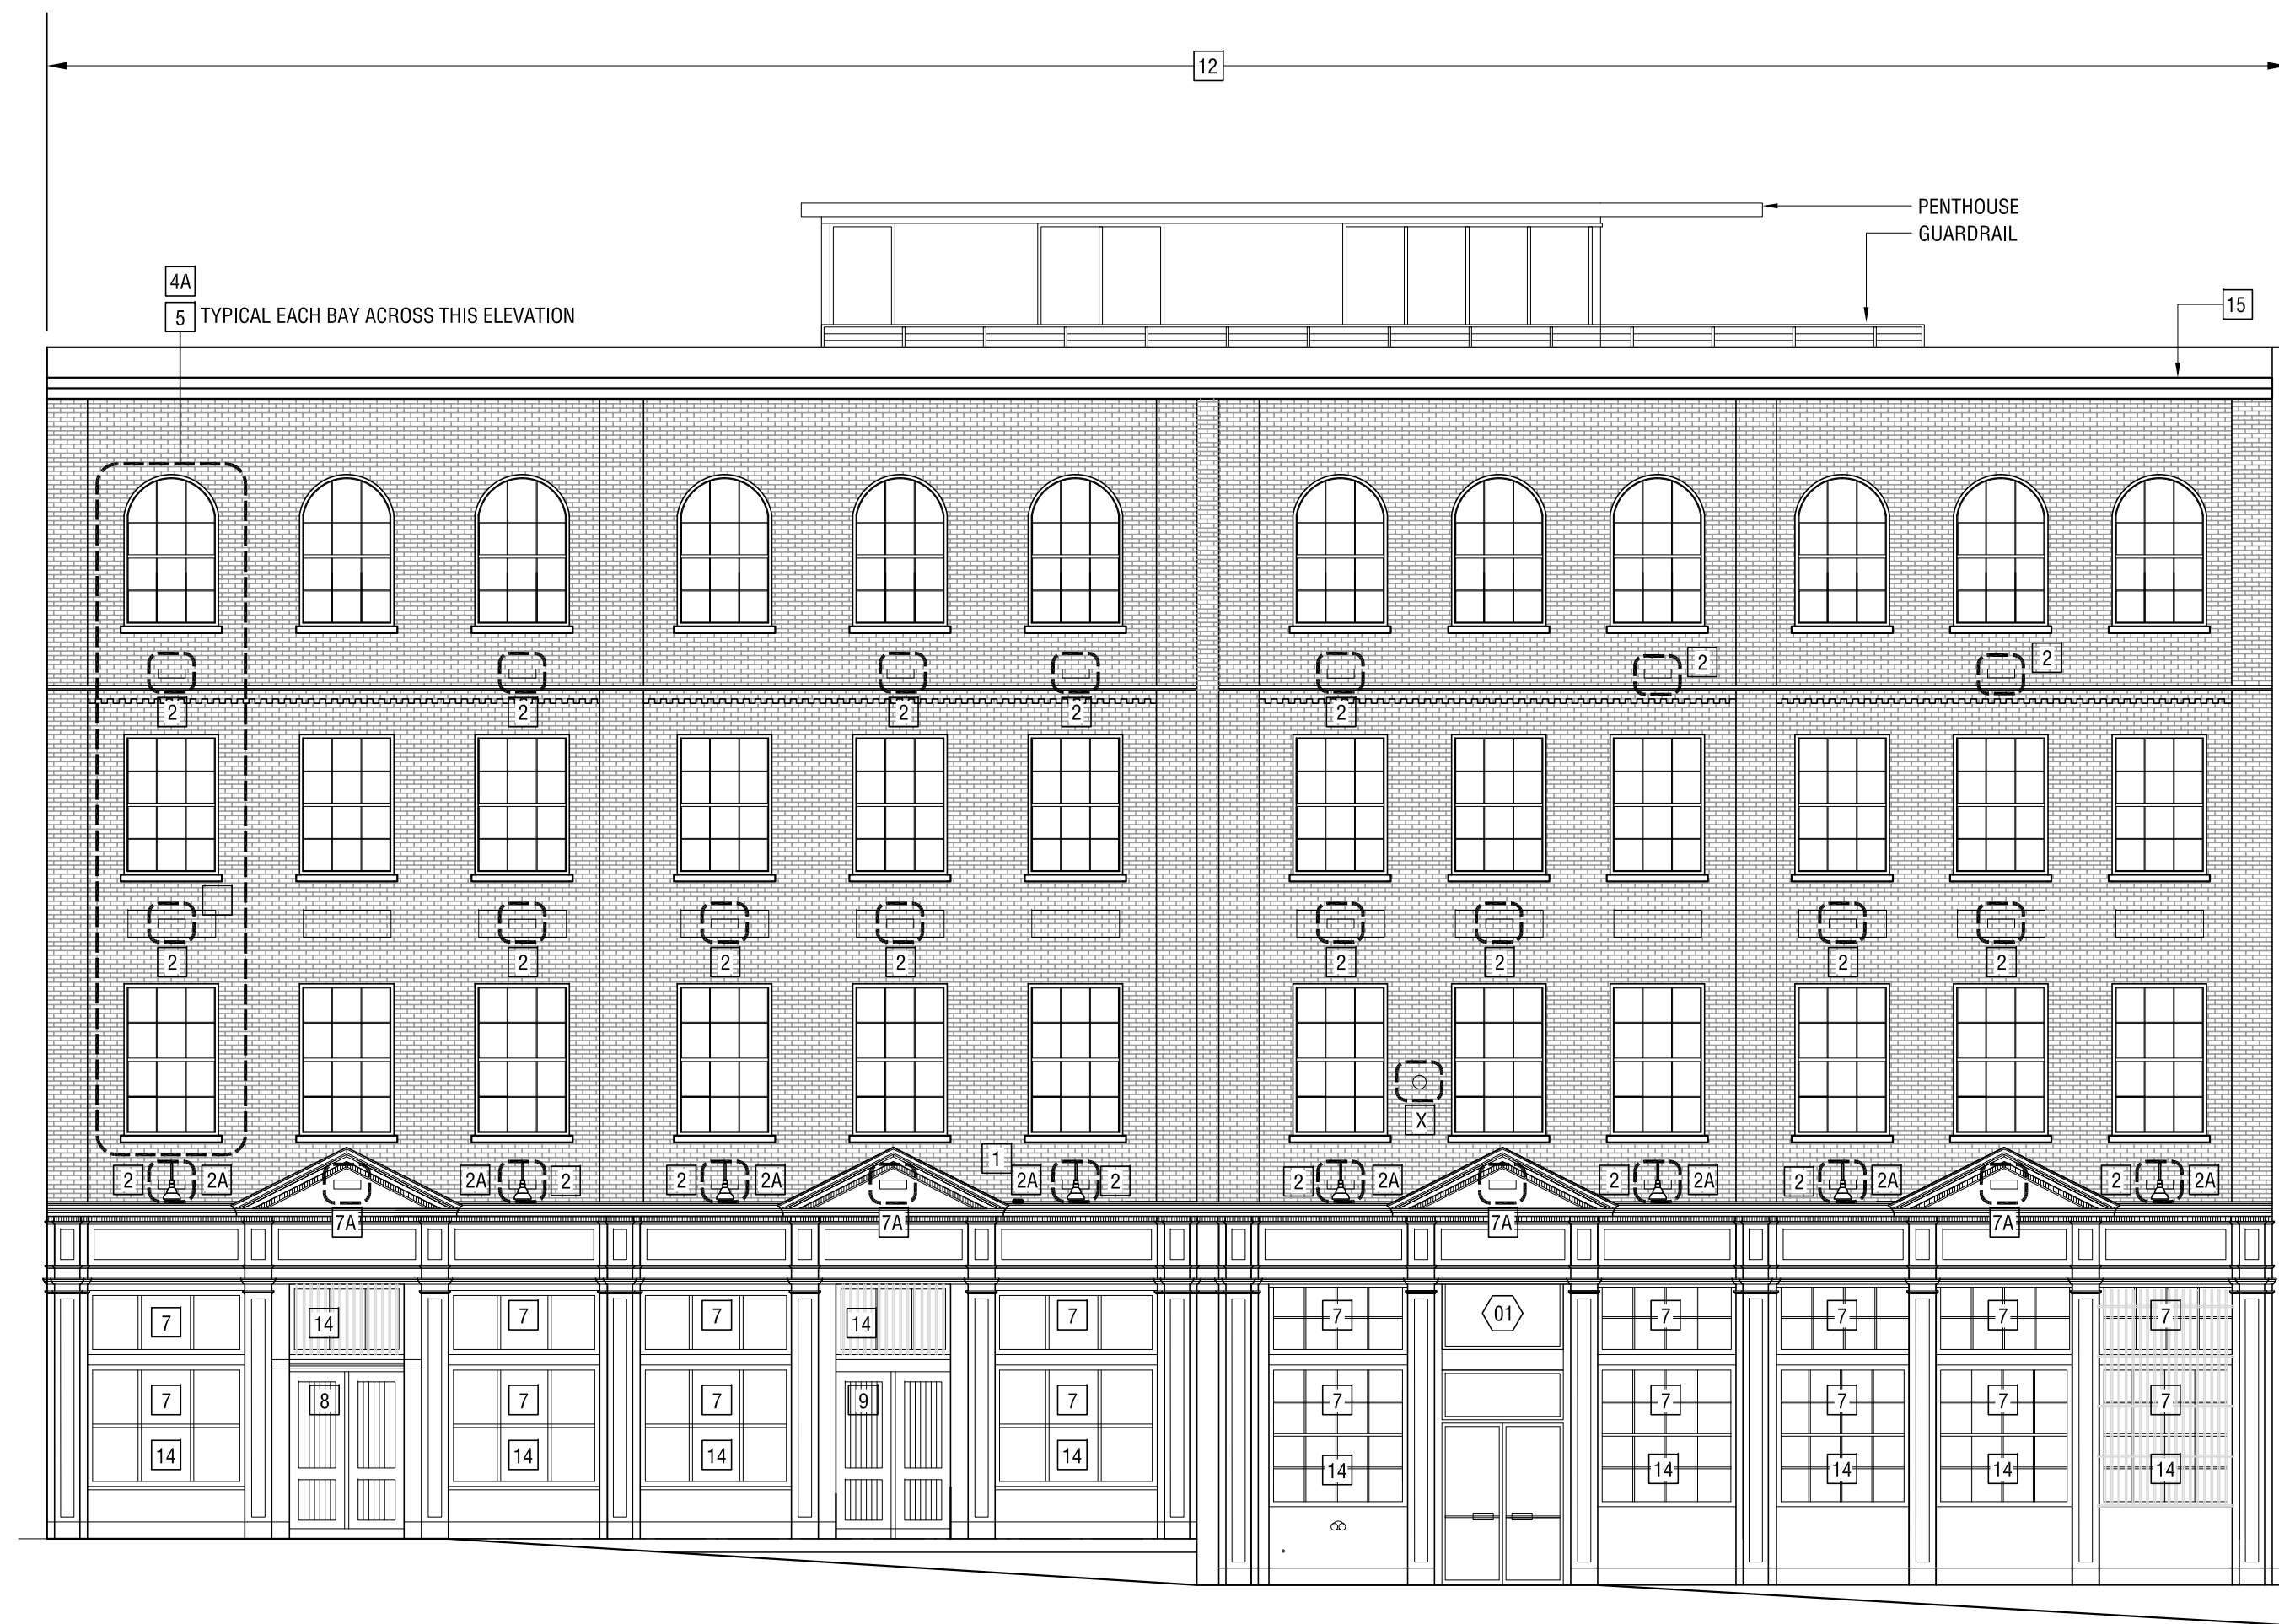 12
PENTHOUSE
GUARDRAIL
4A
5 TYPICAL EACH BAY ACROSS THIS ELEVATION
15
2 2
2 2 2 2 2
2 2 2 2 2 2 2 2
X
1
2 2A 2A 2 2 2A 2A 2 2 2A 2 2A 2 2A 2 2A
7A 7A 7A 7A
7 14 7 7 14 7 7 01 7 7 7 7
7 8 7 7 9 7 7 7 7 7 7
14 14 14 14 14 14 14 14 14